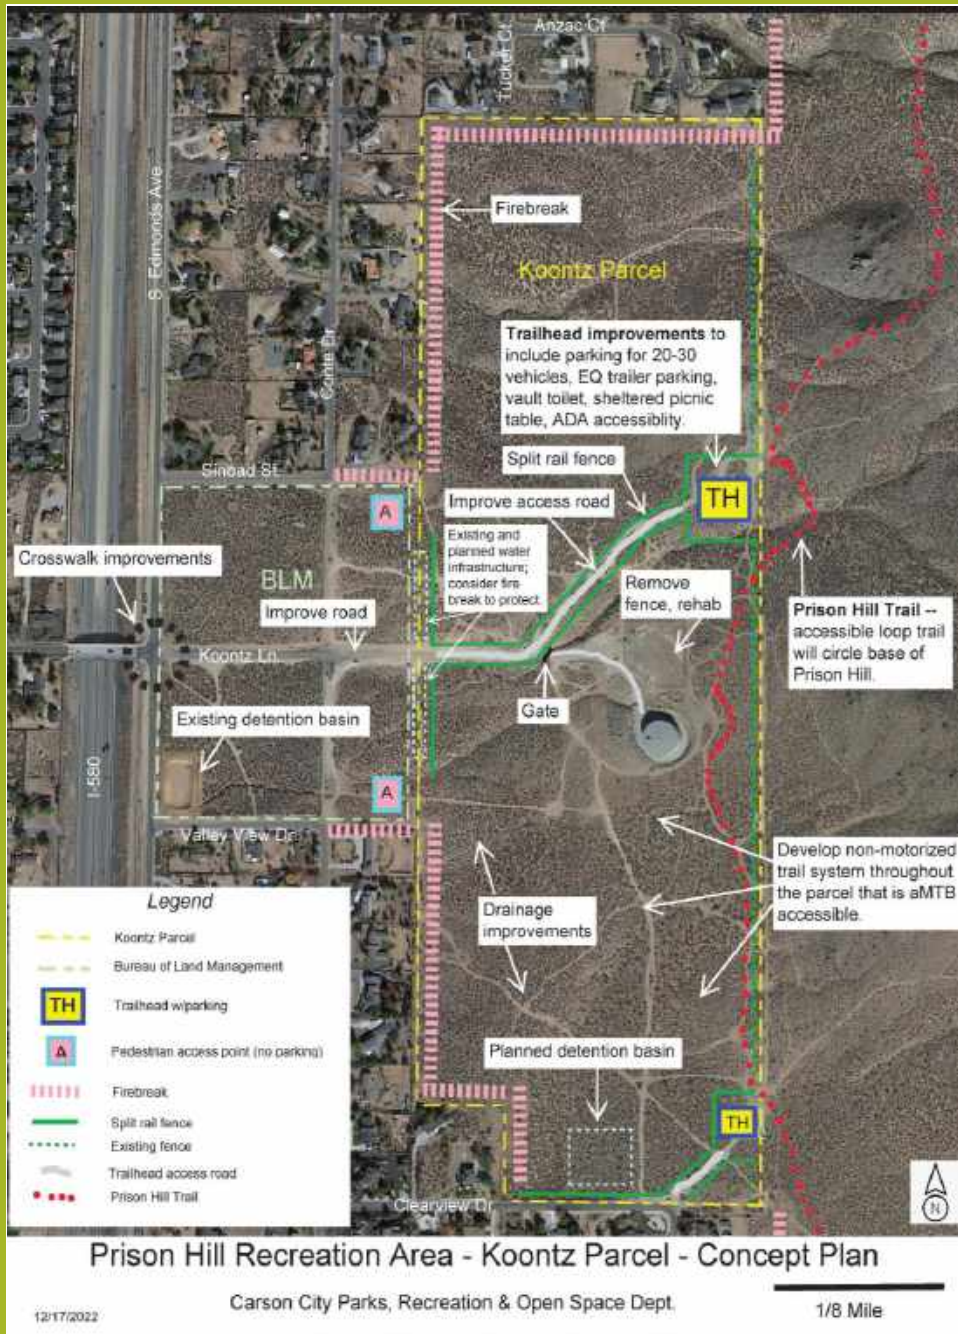 Anzac Ct
Tucker Ct.
S. Edmonds Ave
Firebreak
Koontz Parcel
Conte Dr
Trailhead improvements to
include parking for 20-30
vehicles, EQ trailer parking,
vault toilet, sheltered picnic
table, ADA accessiblity.
Split rail fence
Sinbad St.
TH
Improve access road
A
Existing and
planned water
infrastructure;
consider fire
break to protect.
Crosswalk improvements
BLM
Improve road
Remove
fence, rehab
Prison Hill Trail --
accessible loop trail
will circle base of
Prison Hill.
Koontz Ln.
Gate
Existing detention basin
I-580
A
Valley View Dr.
Develop non-motorized
trail system throughout
the parcel that is aMTB
accessible.
Drainage
improvements
Legend
Koontz Parcel
Bureau of Land Management
TH
Trailhead w/parking
A
Pedestrian access point (no parking)
Firebreak
Split rail fence
Existing fence
Trailhead access road
Prison Hill Trail
Planned detention basin
TH
Clearview Dr
N
Prison Hill Recreation Area - Koontz Parcel - Concept Plan
12/17/2022
Carson City Parks, Recreation & Open Space Dept.
1/8 Mile